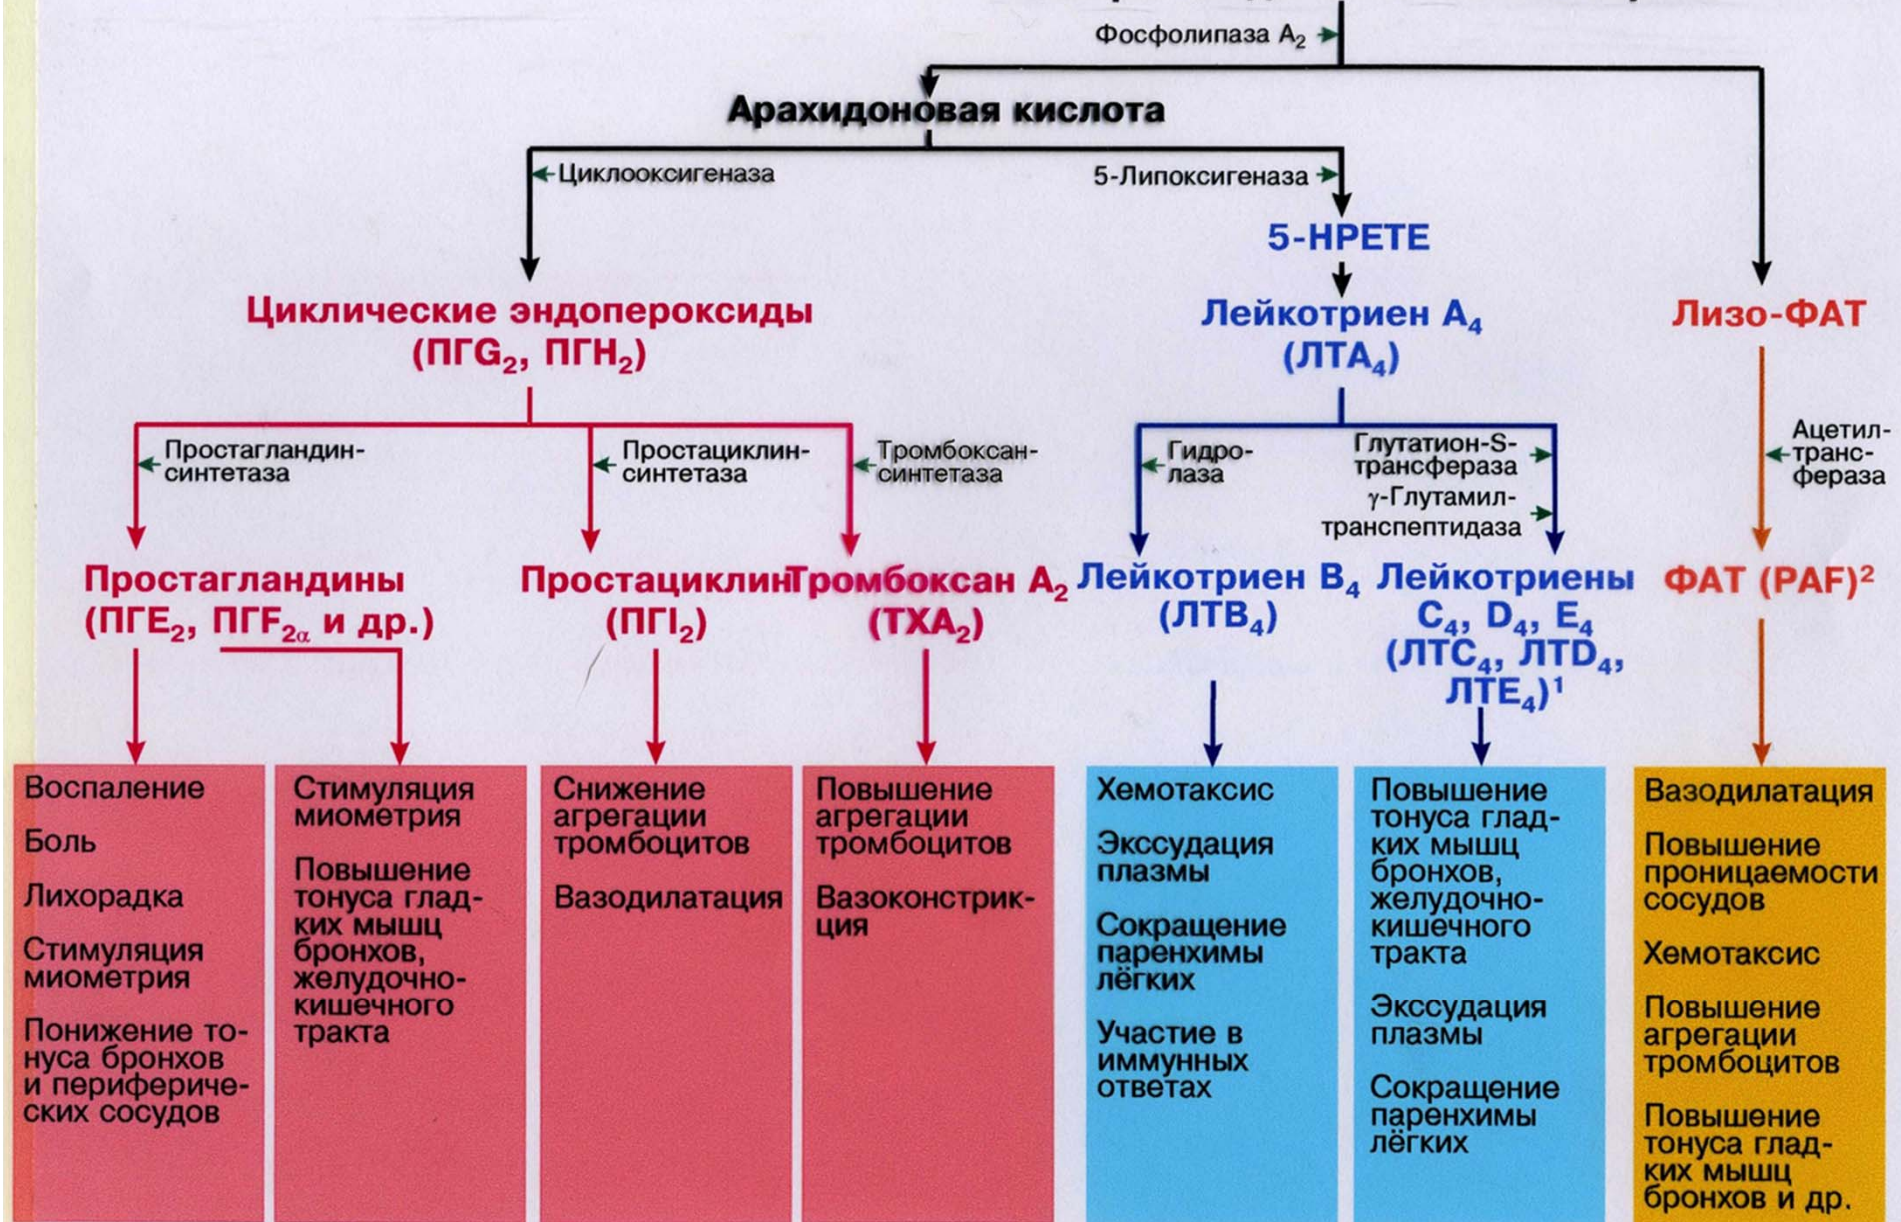 Фосфолипаза A₂
Арахидоновая кислота
Циклооксигеназа
5-Липоксигеназа
5-HPETE
Циклические эндопероксиды
(ПГG₂, ПГH₂)
Лейкотриен A₄
(ЛТА₄)
Лизо-ФАТ
Простагландин-
синтетаза
Простациклин-
синтетаза
Тромбоксан-
синтетаза
Гидро-
лаза
Глутатион-S-
трансфераза
γ-Глутамил-
транспептидаза
Ацетил-
транс-
фераза
Простагландины
(ПГE₂, ПГF₂α и др.)
Простациклин
(ПГI₂)
Тромбоксан A₂
(ТХА₂)
Лейкотриен B₄
(ЛТB₄)
Лейкотриены
C₄, D₄, E₄
(ЛТC₄, ЛТD₄,
ЛТE₄)¹
ФАТ (PAF)²
Воспаление
Боль
Лихорадка
Стимуляция
миометрия
Понижение то-
нуса бронхов
и перифериче-
ских сосудов
Стимуляция
миометрия
Повышение
тонуса глад-
ких мышц
бронхов,
желудочно-
кишечного
тракта
Снижение
агрегации
тромбоцитов
Вазодилатация
Повышение
агрегации
тромбоцитов
Вазоконстрик-
ция
Хемотаксис
Экссудация
плазмы
Сокращение
паренхимы
лёгких
Участие в
иммунных
ответах
Повышение
тонуса глад-
ких мышц
бронхов,
желудочно-
кишечного
тракта
Экссудация
плазмы
Сокращение
паренхимы
лёгких
Вазодилатация
Повышение
проницаемости
сосудов
Хемотаксис
Повышение
агрегации
тромбоцитов
Повышение
тонуса глад-
ких мышц
бронхов и др.